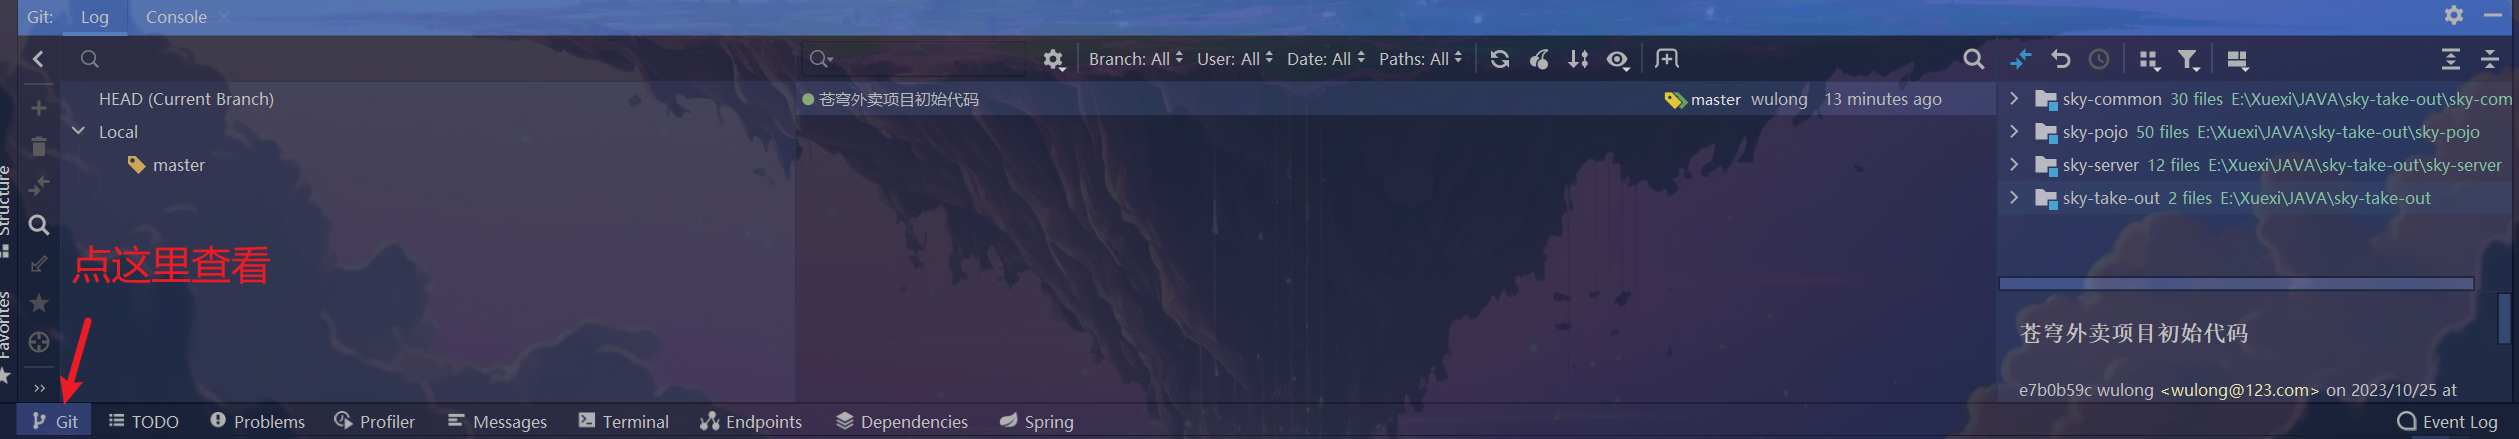 Git: Log Console
Branch: All User: All Date: All Paths: All
HEAD (Current Branch)
Local
master
苍穹外卖项目初始代码 master wulong 13 minutes ago
sky-common 30 files E:\Xuexi\JAVA\sky-take-out\sky-com
sky-pojo 50 files E:\Xuexi\JAVA\sky-take-out\sky-pojo
sky-server 12 files E:\Xuexi\JAVA\sky-take-out\sky-server
sky-take-out 2 files E:\Xuexi\JAVA\sky-take-out
苍穹外卖项目初始代码
e7b0b59c wulong <wulong@123.com> on 2023/10/25 at
Structure
Favorites
点这里查看
Git TODO Problems Profiler Messages Terminal Endpoints Dependencies Spring Event Log